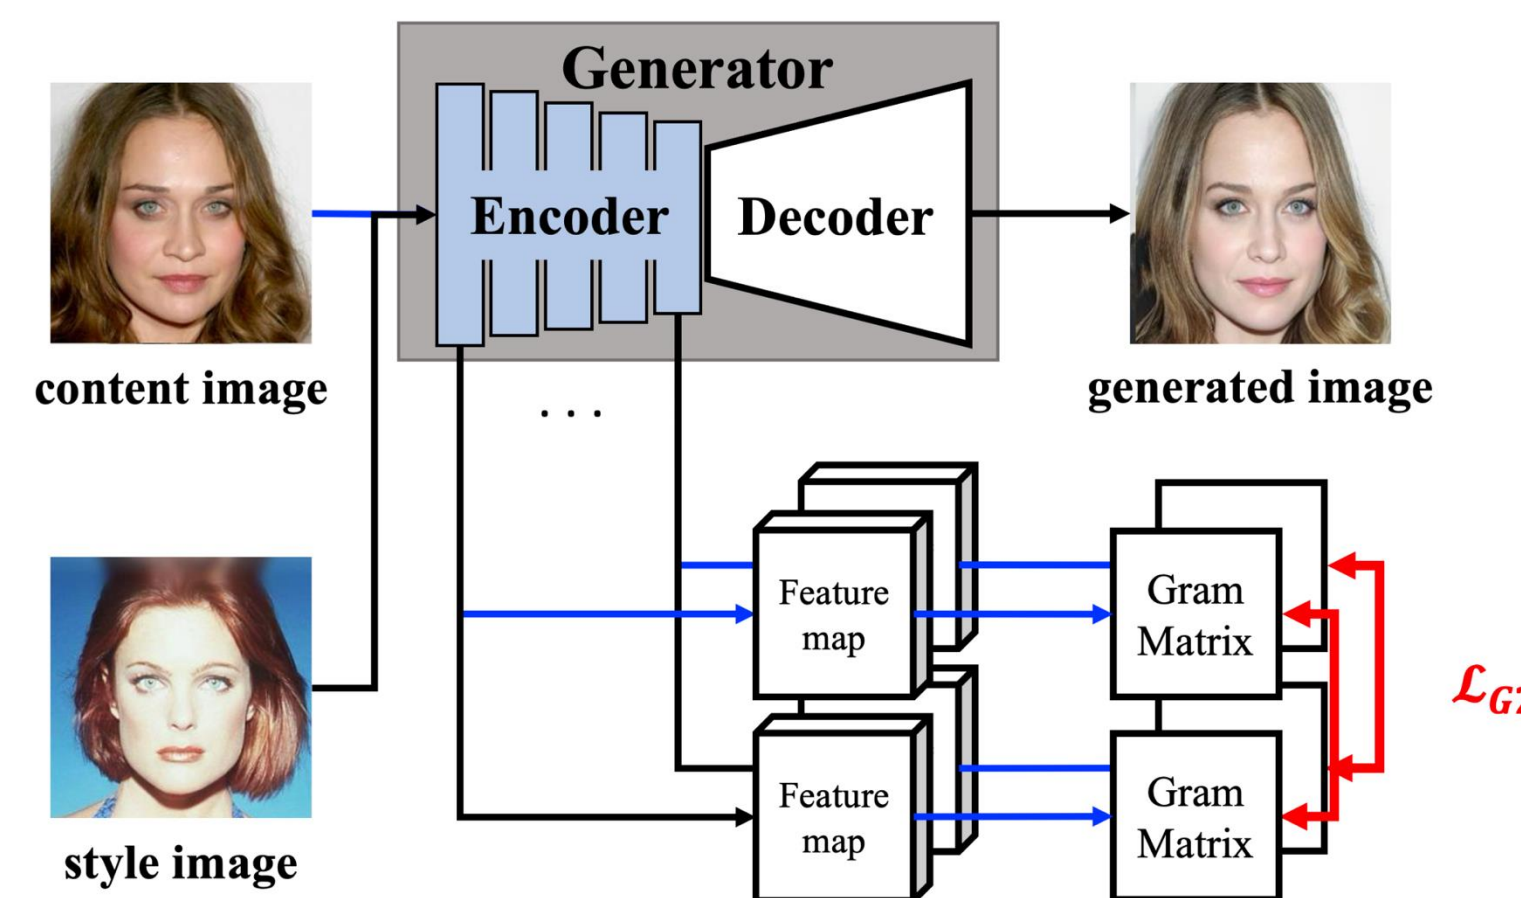 Generator
Encoder
Decoder
content image
generated image
. . .
Feature
map
Gram
Matrix
Feature
map
Gram
Matrix
style image